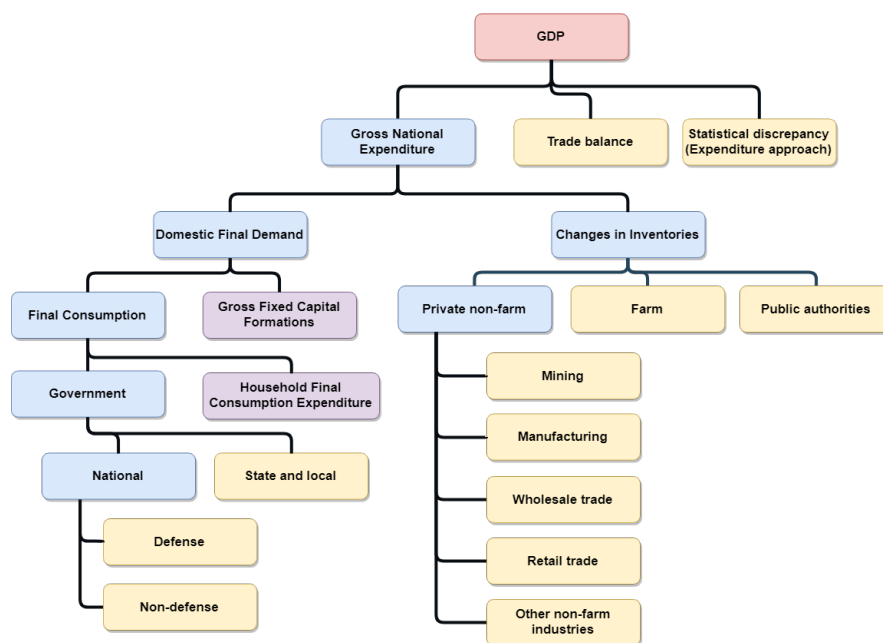 GDP
Gross National
Expenditure
Trade balance
Statistical discrepancy
(Expenditure approach)
Domestic Final Demand
Changes in Inventories
Final Consumption
Gross Fixed Capital
Formations
Private non-farm
Farm
Public authorities
Government
Household Final
Consumption Expenditure
Mining
Manufacturing
National
State and local
Wholesale trade
Defense
Retail trade
Non-defense
Other non-farm
industries